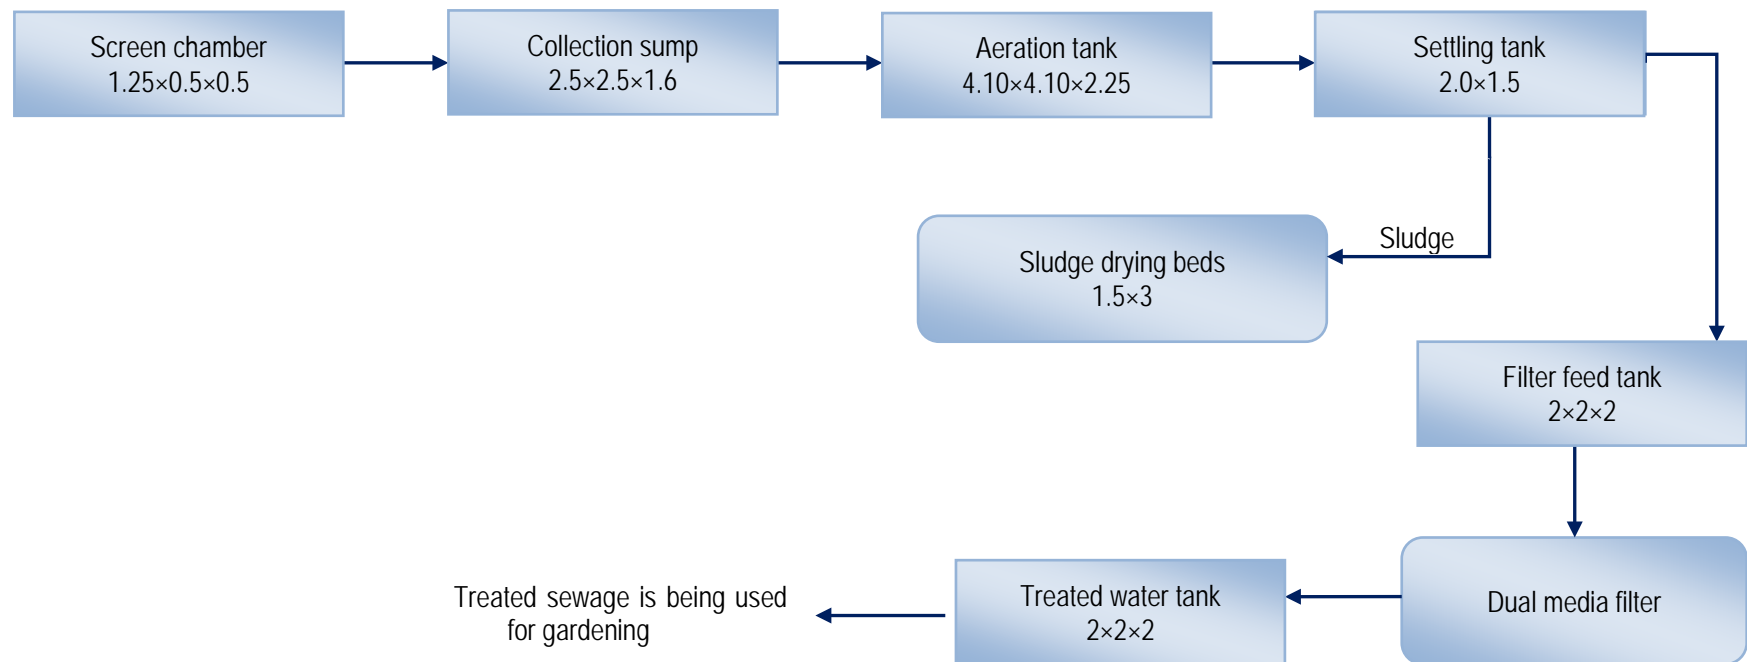 Screen chamber
1.25×0.5×0.5
Collection sump
2.5×2.5×1.6
Aeration tank
4.10×4.10×2.25
Settling tank
2.0×1.5
Sludge
Sludge drying beds
1.5×3
Filter feed tank
2×2×2
Dual media filter
Treated water tank
2×2×2
Treated sewage is being used
for gardening